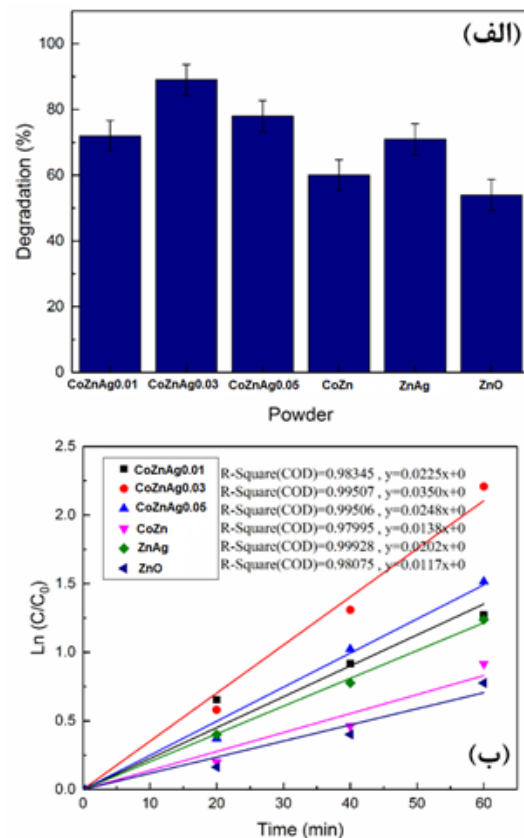 (الف)
100
80
60
40
20
0
Degradation (%)
CoZnAg0.01 CoZnAg0.03 CoZnAg0.05 CoZn ZnAg ZnO
Powder
2.5
2.0
1.5
1.0
0.5
0.0
Ln (C/C₀)
CoZnAg0.01 R-Square(COD)=0.98345 , y=0.0225x+0
CoZnAg0.03 R-Square(COD)=0.99507 , y=0.0350x+0
CoZnAg0.05 R-Square(COD)=0.99506 , y=0.0248x+0
CoZn R-Square(COD)=0.97995 , y=0.0138x+0
ZnAg R-Square(COD)=0.99928 , y=0.0202x+0
ZnO R-Square(COD)=0.98075 , y=0.0117x+0
(ب)
0 10 20 30 40 50 60
Time (min)